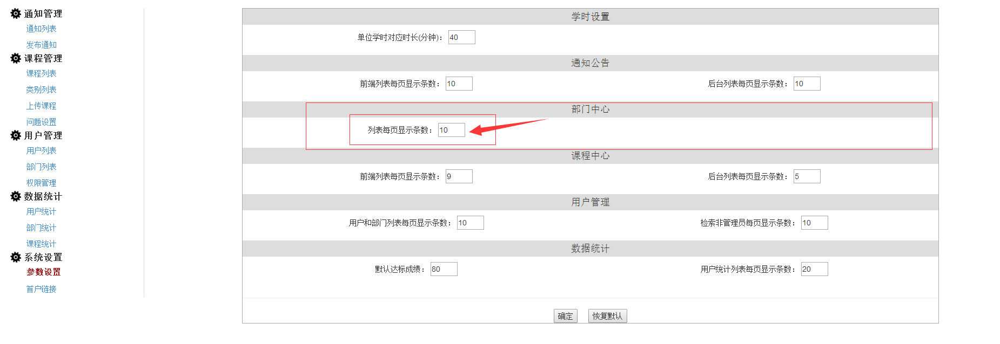 通知管理
通知列表
发布通知
课程管理
课程列表
类别列表
上传课程
问题设置
用户管理
用户列表
部门列表
权限管理
数据统计
用户统计
部门统计
课程统计
系统设置
参数设置
首户链接
学时设置
单位学时对应时长(分钟)： 40
通知公告
前端列表每页显示条数： 10 后台列表每页显示条数： 10
部门中心
列表每页显示条数： 10
课程中心
前端列表每页显示条数： 9 后台列表每页显示条数： 5
用户管理
用户和部门列表每页显示条数： 10 检索非管理员每页显示条数： 10
数据统计
默认达标成绩： 80 用户统计列表每页显示条数： 20
确定 恢复默认